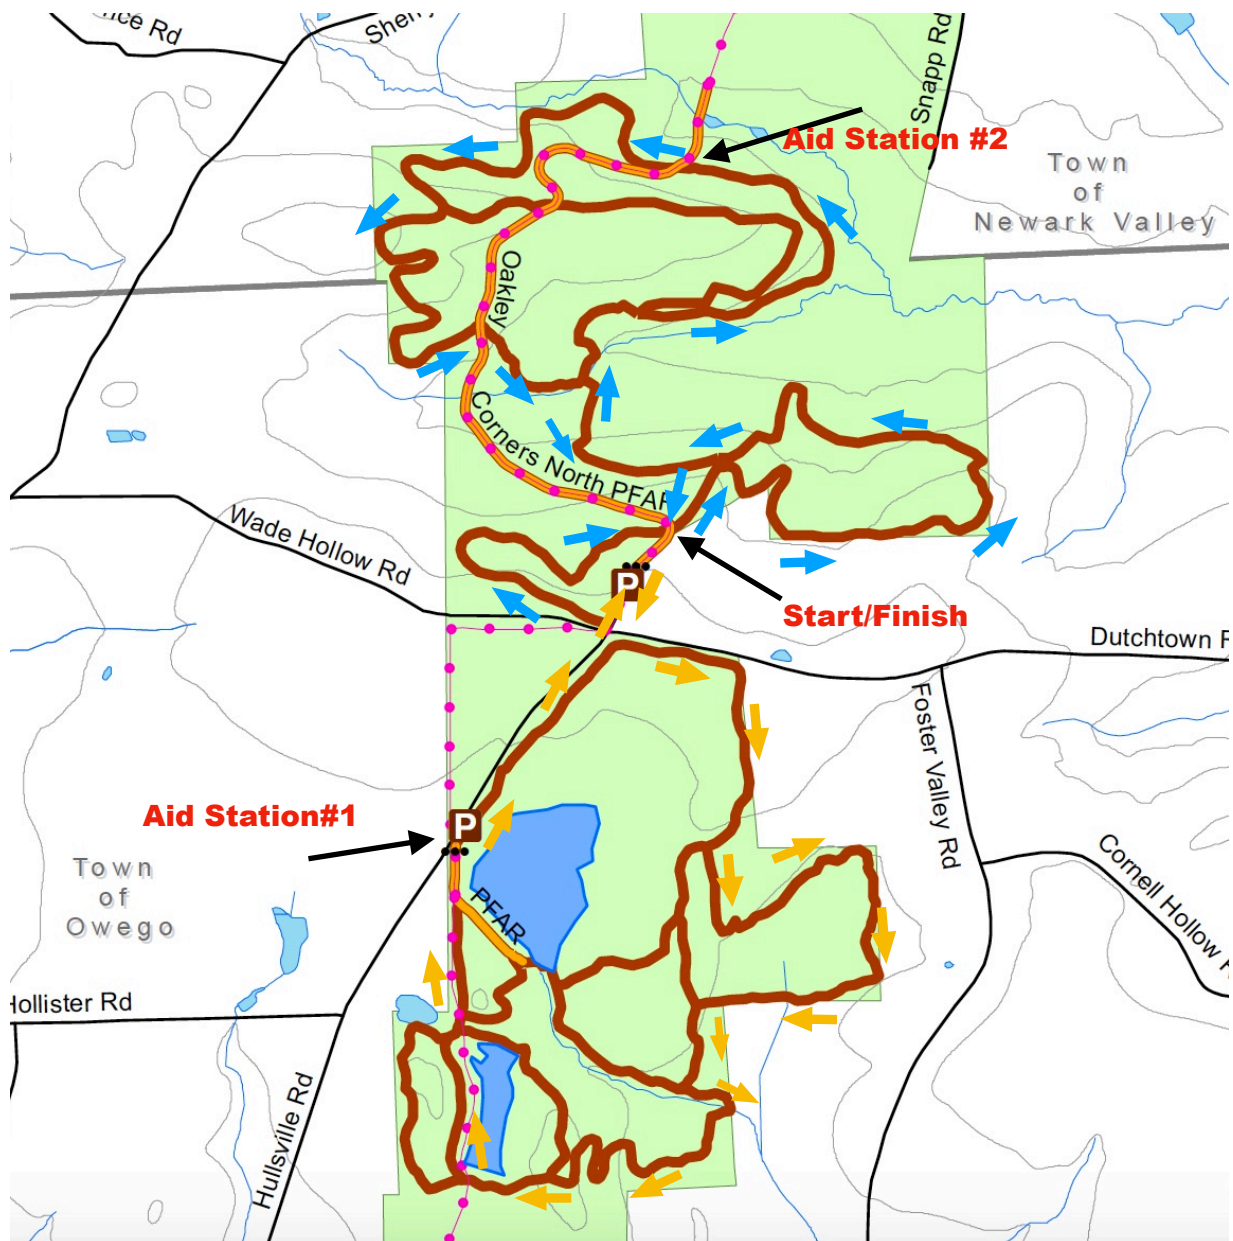 Rd
Snapp Rd
Aid Station #2
Town
of
Newark Valley
Oakley
Corners North PFAR
Wade Hollow Rd
P
Start/Finish
Dutchtown
Foster Valley Rd
Aid Station#1
P
Town
of
Owego
PFAR
Cornell Hollow
Hollister Rd
Hullsville Rd